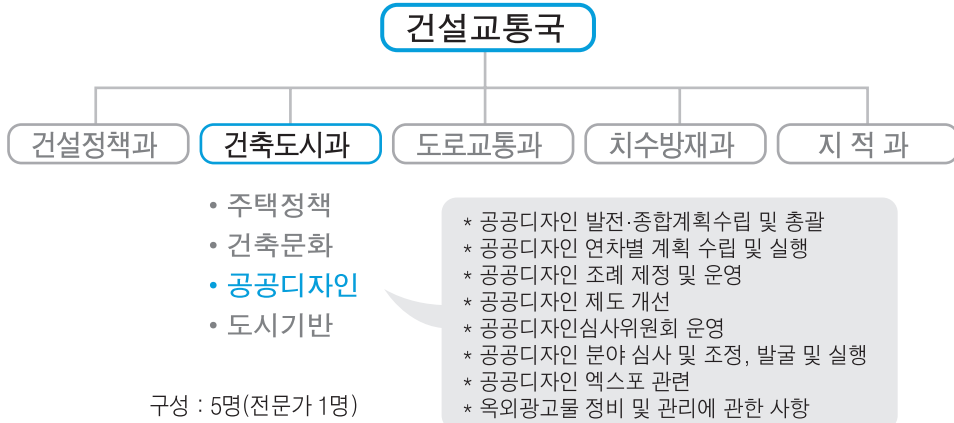 건설교통국
건설정책과
건축도시과
도로교통과
치수방재과
지 적 과
• 주택정책
• 건축문화
• 공공디자인
• 도시기반
구성 : 5명(전문가 1명)
* 공공디자인 발전·종합계획수립 및 총괄
* 공공디자인 연차별 계획 수립 및 실행
* 공공디자인 조례 제정 및 운영
* 공공디자인 제도 개선
* 공공디자인심사위원회 운영
* 공공디자인 분야 심사 및 조정, 발굴 및 실행
* 공공디자인 엑스포 관련
* 옥외광고물 정비 및 관리에 관한 사항